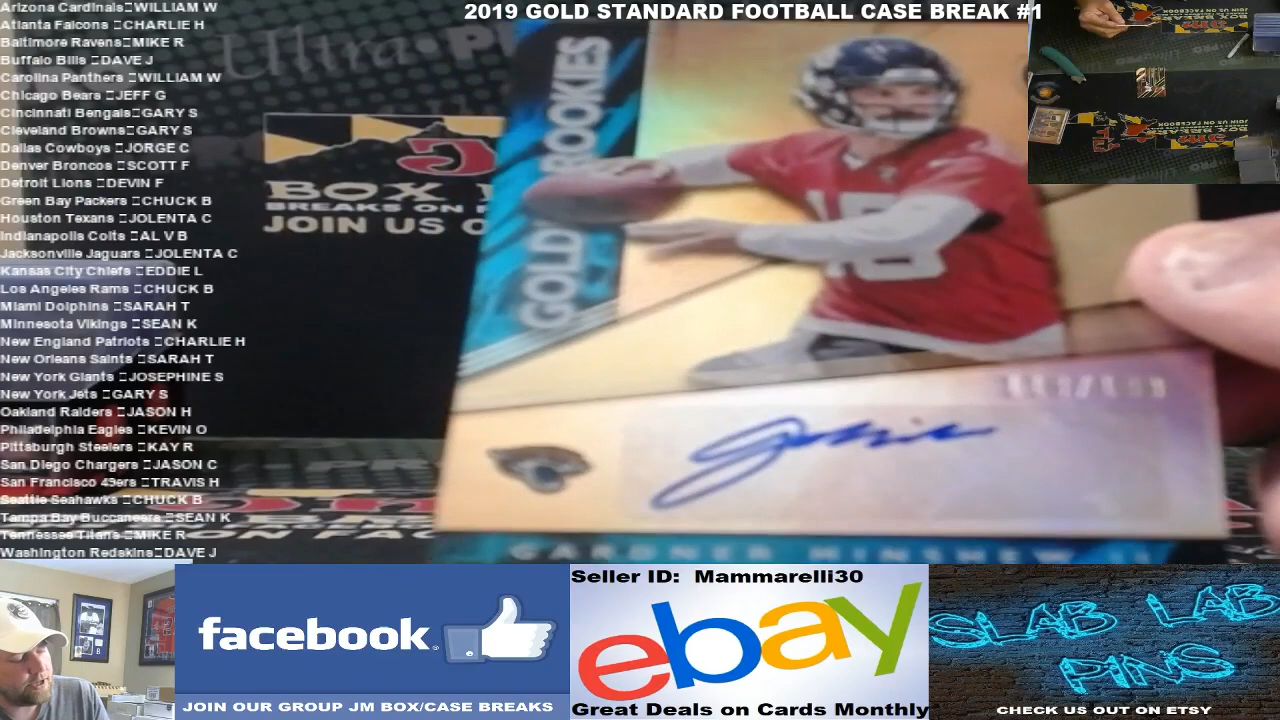 2019 GOLD STANDARD FOOTBALL CASE BREAK #1
Arizona Cardinals WILLIAM W
Atlanta Falcons CHARLIE H
Baltimore Ravens MIKE R
Buffalo Bills DAVE J
Carolina Panthers WILLIAM W
Chicago Bears JEFF G
Cincinnati Bengals GARY S
Cleveland Browns GARY S
Dallas Cowboys JORGE C
Denver Broncos SCOTT F
Detroit Lions DEVIN F
Green Bay Packers CHUCK B
Houston Texans JOLENTA C
Indianapolis Colts AL V B
Jacksonville Jaguars JOLENTA C
Kansas City Chiefs EDDIE L
Los Angeles Rams CHUCK B
Miami Dolphins SARAH T
Minnesota Vikings SEAN K
New England Patriots CHARLIE H
New Orleans Saints SARAH T
New York Giants JOSEPHINE S
New York Jets GARY S
Oakland Raiders JASON H
Philadelphia Eagles KEVIN O
Pittsburgh Steelers KAY R
San Diego Chargers JASON C
San Francisco 49ers TRAVIS H
Seattle Seahawks CHUCK B
Tampa Bay Buccaneers SEAN K
Tennessee Titans MIKE R
Washington Redskins DAVE J
Ultra
BOX
BREAKS ON
JOIN US O
GOLD ROOKIES
GARDNER MINSHEW II
facebook
JOIN OUR GROUP JM BOX/CASE BREAKS
Seller ID: Mammarelli30
ebay
Great Deals on Cards Monthly
SLAB LAB
PINS
CHECK US OUT ON ETSY